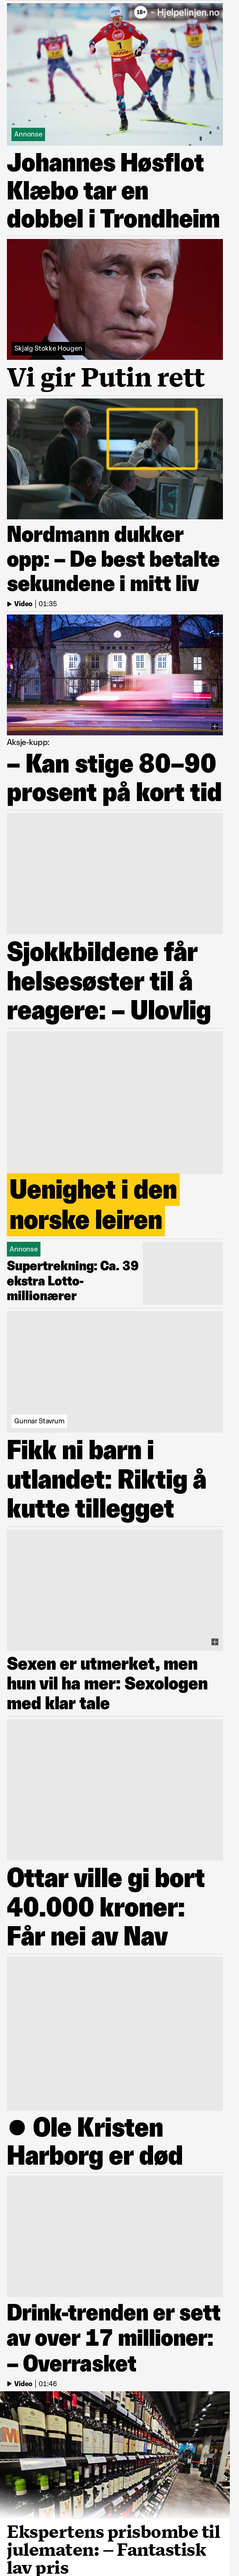 18+ - Hjelpelinjen.no
1
Annonse
Johannes Høsflot
Klæbo tar en
dobbel i Trondheim
Skjalg Stokke Hougen
Vi gir Putin rett
Nordmann dukker
opp: – De best betalte
sekundene i mitt liv
Video | 01:35
BØRSEN
Aksje-kupp:
– Kan stige 80–90
prosent på kort tid
Sjokkbildene får
helsesøster til å
reagere: – Ulovlig
Uenighet i den
norske leiren
Annonse
Supertrekning: Ca. 39
ekstra Lotto-
millionærer
Gunnar Stavrum
Fikk ni barn i
utlandet: Riktig å
kutte tillegget
Sexen er utmerket, men
hun vil ha mer: Sexologen
med klar tale
Ottar ville gi bort
40.000 kroner:
Får nei av Nav
● Ole Kristen
Harborg er død
Drink-trenden er sett
av over 17 millioner:
– Overrasket
Video | 01:46
Ekspertens prisbombe til
julematen: – Fantastisk
lav pris